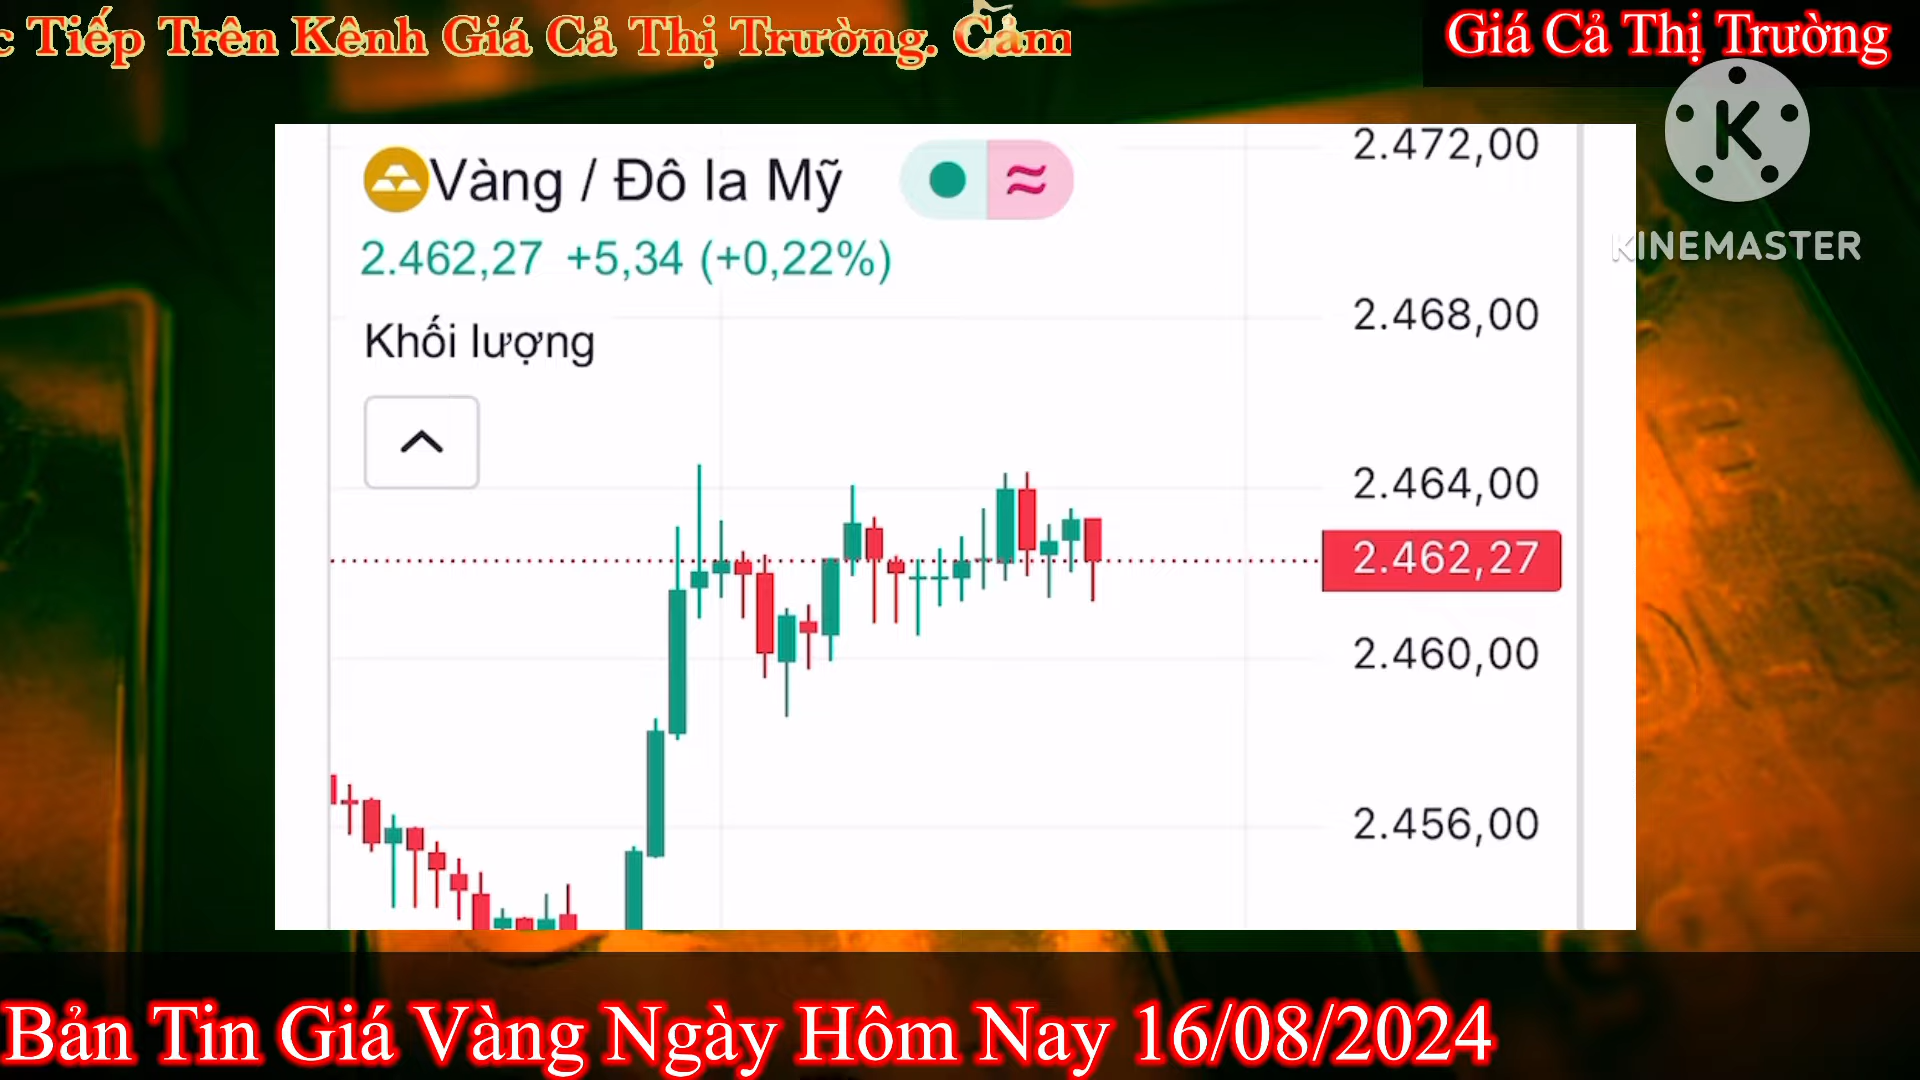 Tiếp Trên Kênh Giá Cả Thị Trường. Cảm
Giá Cả Thị Trường
K
KINEMASTER
Vàng / Đô la Mỹ
2.462,27 +5,34 (+0,22%)
Khối lượng
2.472,00
2.468,00
2.464,00
2.462,27
2.460,00
2.456,00
Bản Tin Giá Vàng Ngày Hôm Nay 16/08/2024